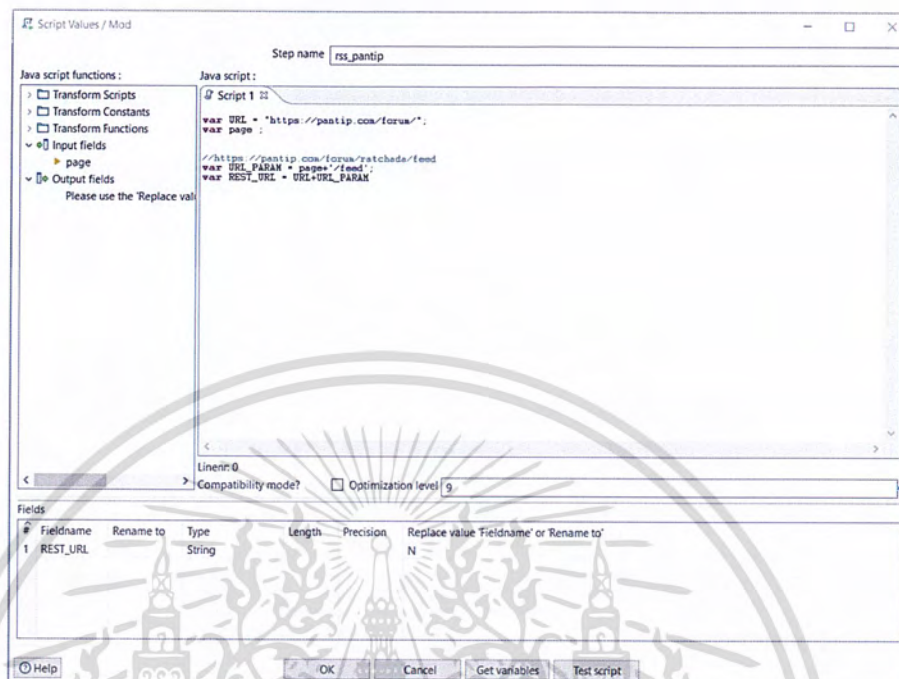 Script Values / Mod
Step name rss_pantip
Java script functions :
Java script :
Transform Scripts
Transform Constants
Transform Functions
Input fields
page
Output fields
Please use the 'Replace valu
Script 1
var URL = "https://pantip.com/forum/";
var page ;
//https://pantip.com/forum/ratchada/feed
var URL_PARAM = page+'/feed';
var REST_URL = URL+URL_PARAM
Linenr: 0
Compatibility mode? Optimization level 9
Fields
# Fieldname Rename to Type Length Precision Replace value 'Fieldname' or 'Rename to'
1 REST_URL String N
Help OK Cancel Get variables Test script